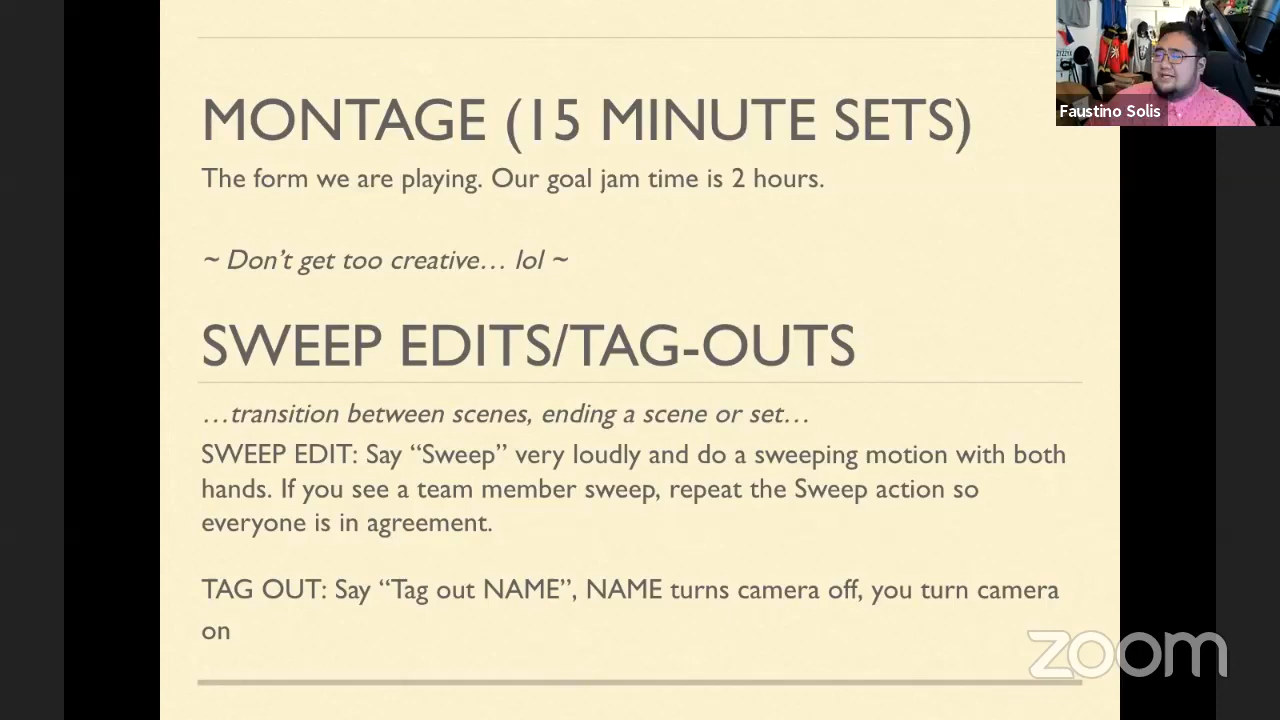 MONTAGE (15 MINUTE SETS)
Faustino Solis
The form we are playing. Our goal jam time is 2 hours.
~ Don’t get too creative… lol ~
SWEEP EDITS/TAG-OUTS
…transition between scenes, ending a scene or set…
SWEEP EDIT: Say “Sweep” very loudly and do a sweeping motion with both
hands. If you see a team member sweep, repeat the Sweep action so
everyone is in agreement.
TAG OUT: Say “Tag out NAME”, NAME turns camera off, you turn camera
on
zoom